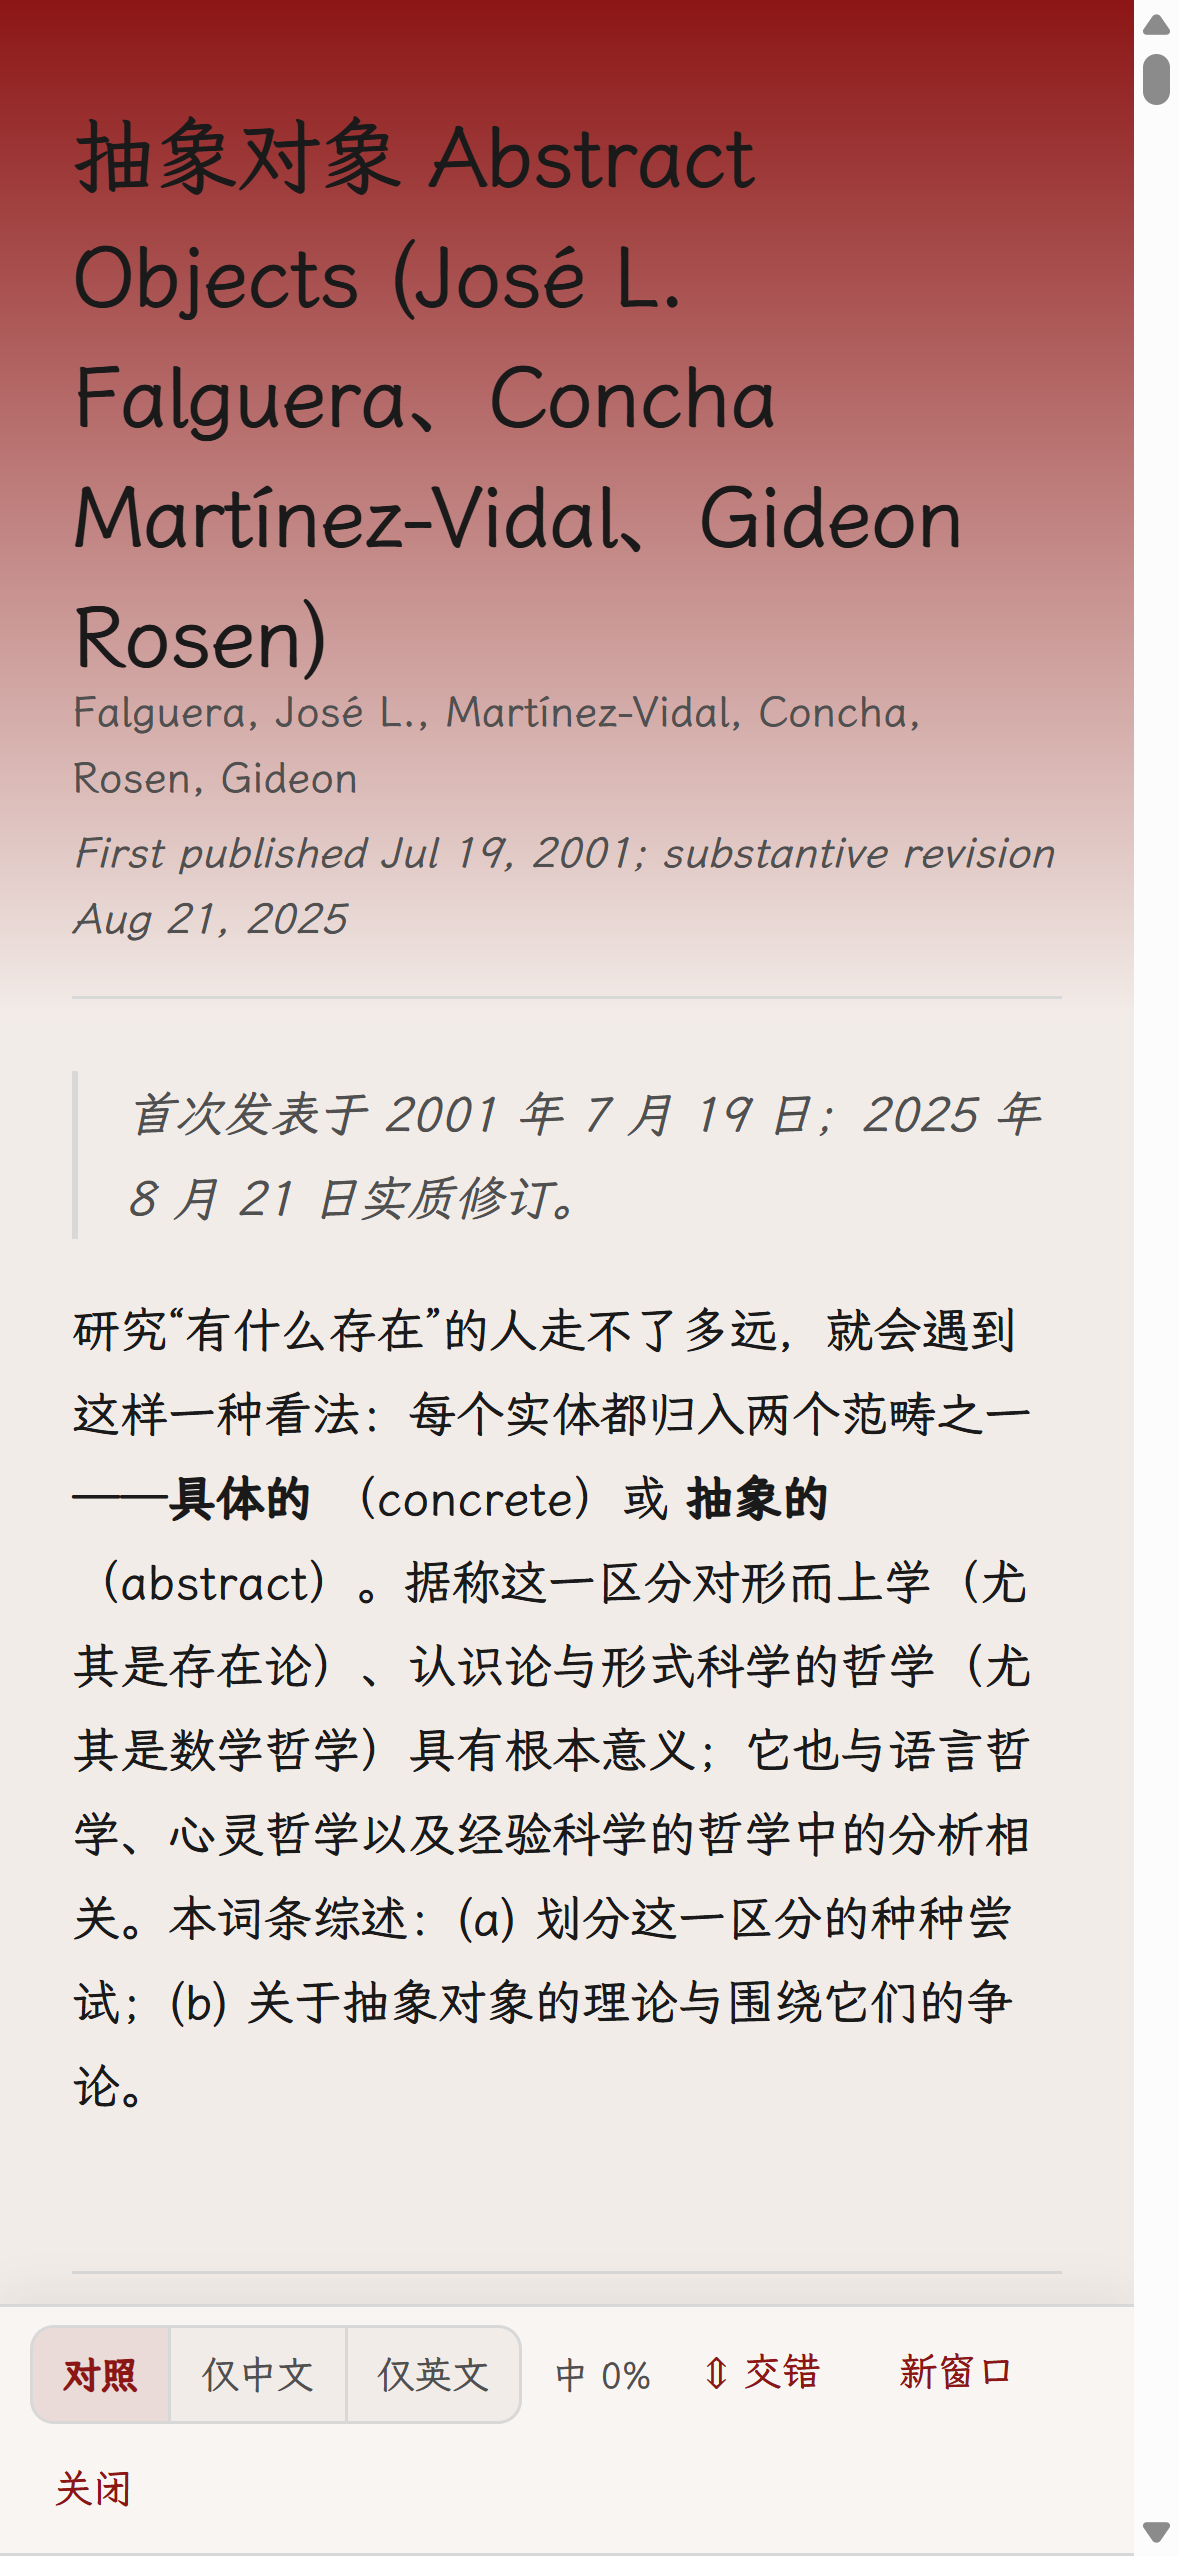 抽象对象 Abstract
Objects (José L.
Falguera、Concha
Martínez-Vidal、Gideon
Rosen)
Falguera, José L., Martínez-Vidal, Concha,
Rosen, Gideon
First published Jul 19, 2001; substantive revision
Aug 21, 2025
首次发表于 2001 年 7 月 19 日；2025 年
8 月 21 日实质修订。
研究“有什么存在”的人走不了多远，就会遇到
这样一种看法：每个实体都归入两个范畴之一
——具体的 （concrete）或 抽象的
（abstract）。据称这一区分对形而上学（尤
其是存在论）、认识论与形式科学的哲学（尤
其是数学哲学）具有根本意义；它也与语言哲
学、心灵哲学以及经验科学的哲学中的分析相
关。本词条综述：(a) 划分这一区分的种种尝
试；(b) 关于抽象对象的理论与围绕它们的争
论。
对照 仅中文 仅英文 中 0% ⇕ 交错 新窗口
关闭